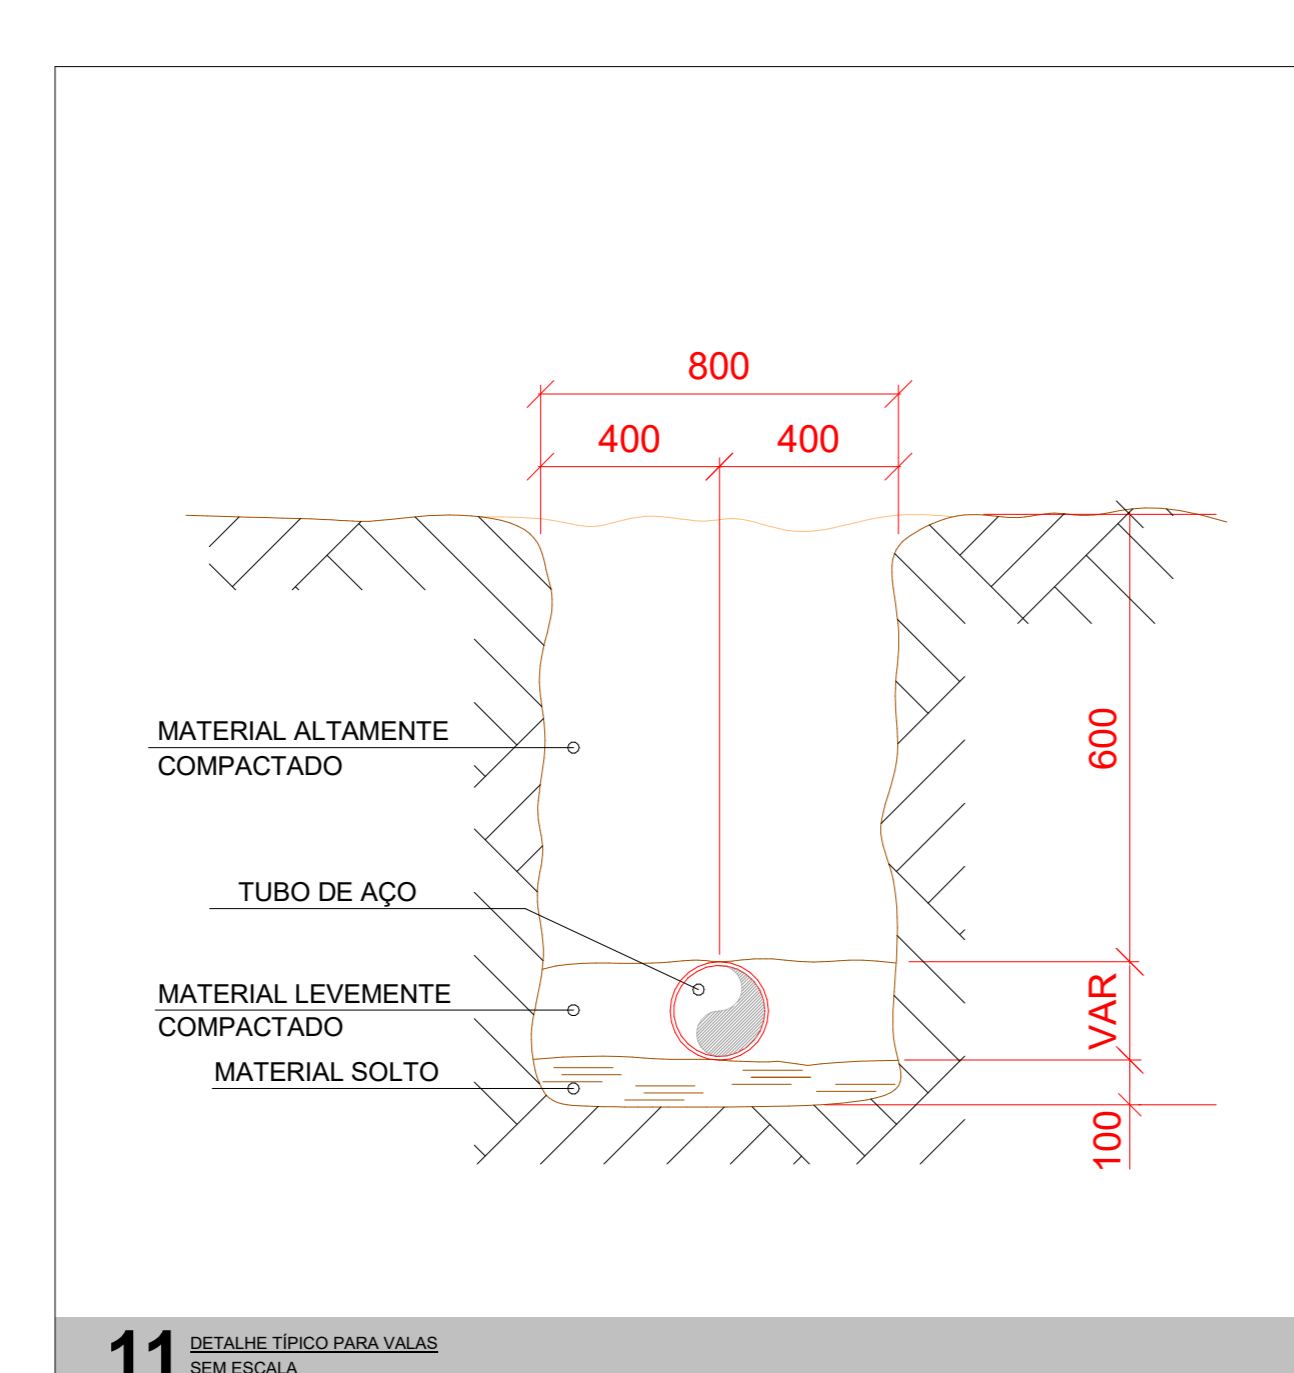 800
400
400
600
MATERIAL ALTAMENTE
COMPACTADO
TUBO DE AÇO
VAR
MATERIAL LEVEMENTE
COMPACTADO
MATERIAL SOLTO
100
11
DETALHE TÍPICO PARA VALAS
SEM ESCALA